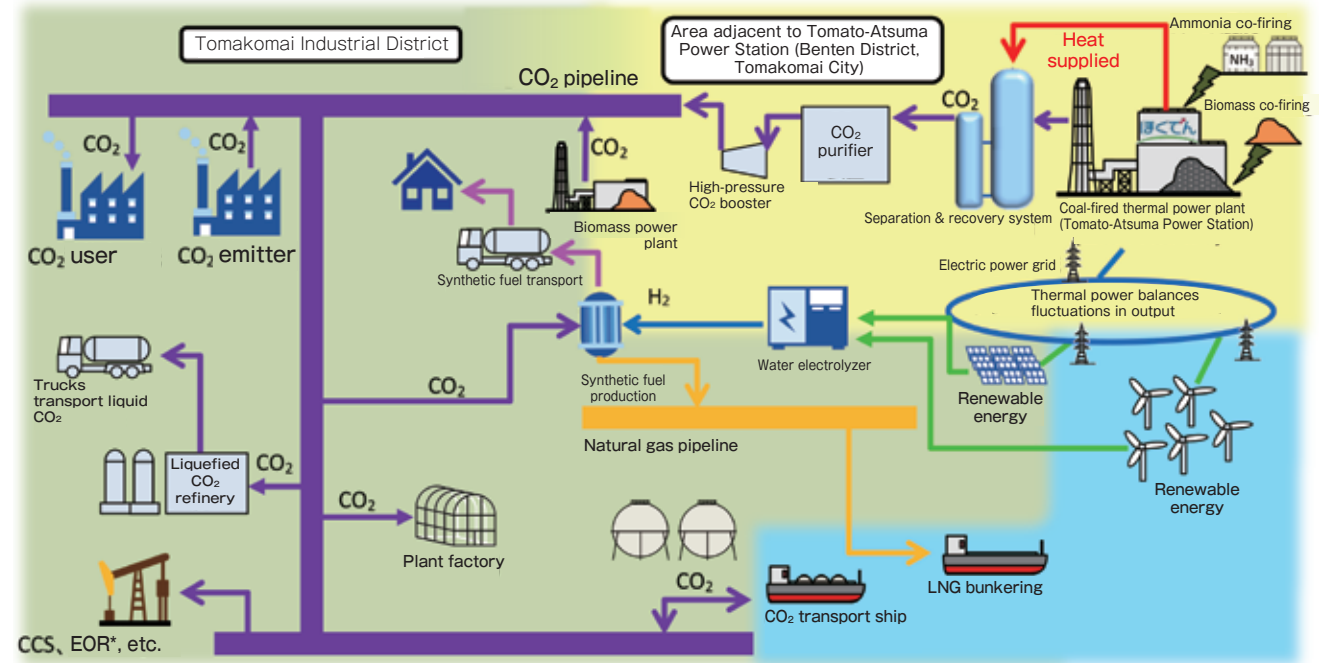 Tomakomai Industrial District
Area adjacent to Tomato-Atsuma
Power Station (Benten District,
Tomakomai City)
Ammonia co-firing
NH₃
Heat
supplied
Biomass co-firing
ほくでん
CO₂ pipeline
CO₂
CO₂
purifier
High-pressure
CO₂ booster
Separation & recovery system
Coal-fired thermal power plant
(Tomato-Atsuma Power Station)
CO₂
CO₂ user
CO₂
CO₂ emitter
CO₂
Biomass power
plant
Synthetic fuel transport
Electric power grid
Thermal power balances
fluctuations in output
H₂
Water electrolyzer
Synthetic fuel
production
Renewable
energy
Renewable
energy
Natural gas pipeline
Trucks
transport liquid
CO₂
CO₂
Liquefied
CO₂
refinery
CO₂
CO₂
Plant factory
CO₂
CO₂ transport ship
LNG bunkering
CCS、EOR*, etc.